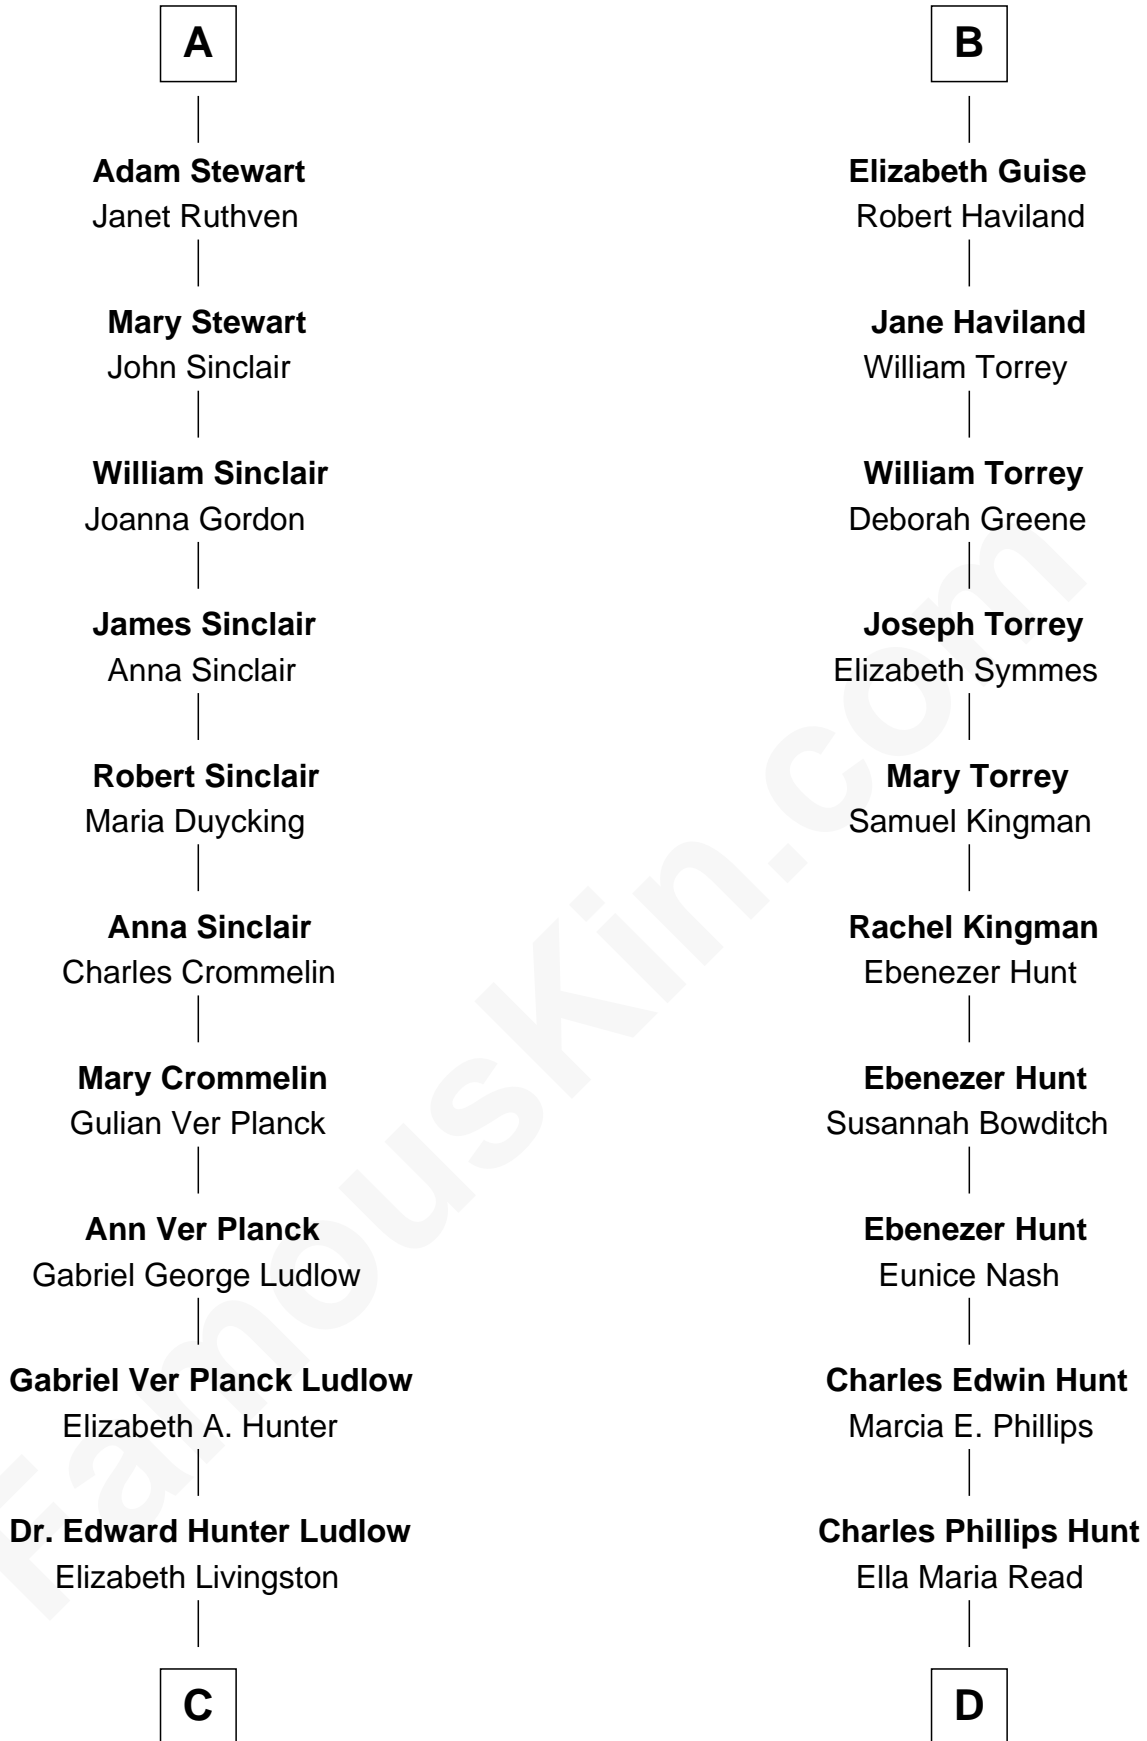 A
Adam Stewart
Janet Ruthven
Mary Stewart
John Sinclair
William Sinclair
Joanna Gordon
James Sinclair
Anna Sinclair
Robert Sinclair
Maria Duycking
Anna Sinclair
Charles Crommelin
Mary Crommelin
Gulian Ver Planck
Ann Ver Planck
Gabriel George Ludlow
Gabriel Ver Planck Ludlow
Elizabeth A. Hunter
Dr. Edward Hunter Ludlow
Elizabeth Livingston
C
B
Elizabeth Guise
Robert Haviland
Jane Haviland
William Torrey
William Torrey
Deborah Greene
Joseph Torrey
Elizabeth Symmes
Mary Torrey
Samuel Kingman
Rachel Kingman
Ebenezer Hunt
Ebenezer Hunt
Susannah Bowditch
Ebenezer Hunt
Eunice Nash
Charles Edwin Hunt
Marcia E. Phillips
Charles Phillips Hunt
Ella Maria Read
D
FamousKin.com